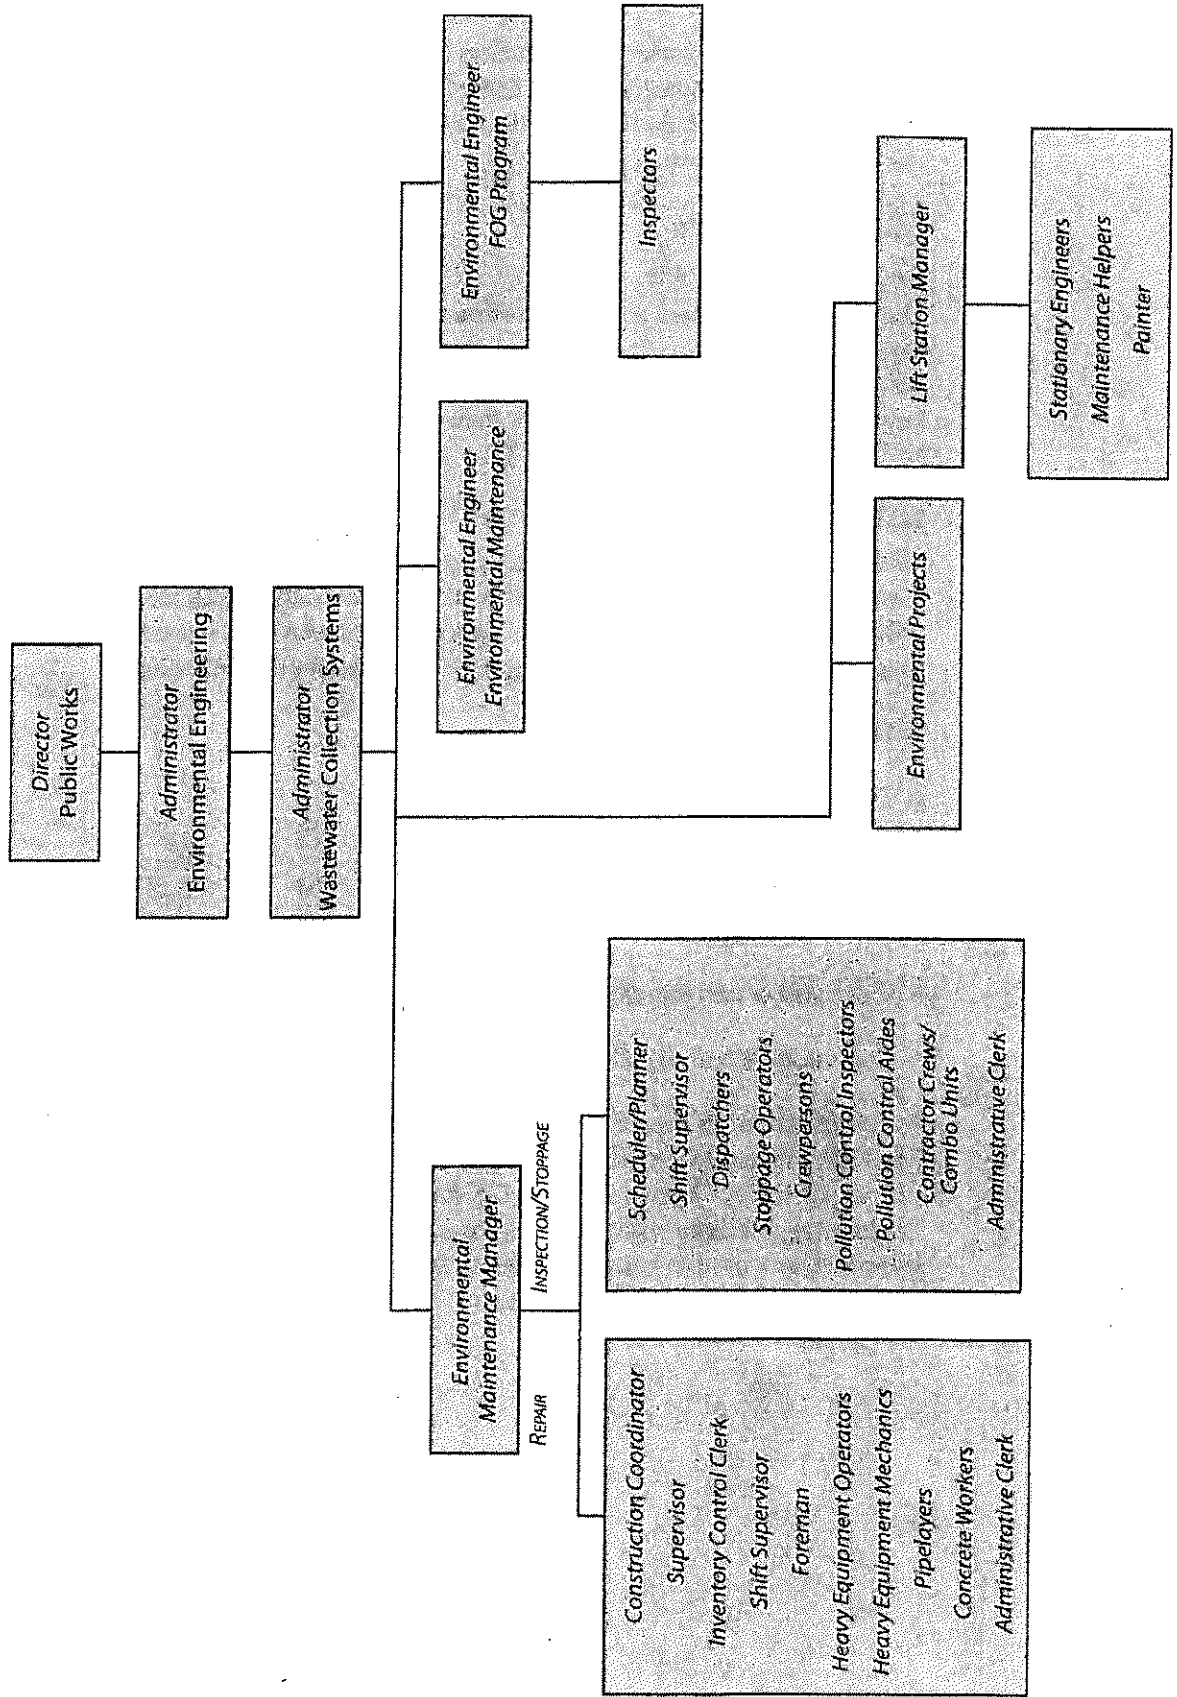 Director
Public Works
Administrator
Environmental Engineering
Administrator
Wastewater Collection Systems
Environmental
Maintenance Manager
Environmental Engineer
Environmental Maintenance
Environmental Engineer
FOG Program
REPAIR
INSPECTION/STOPPAGE
Inspectors
Construction Coordinator
Supervisor
Inventory Control Clerk
Shift Supervisor
Foreman
Heavy Equipment Operators
Heavy Equipment Mechanics
Pipelayers
Concrete Workers
Administrative Clerk
Scheduler/Planner
Shift Supervisor
Dispatchers
Stoppage Operators
Crewpersons
Pollution Control Inspectors
Pollution Control Aides
Contractor Crews/
Combo Units
Administrative Clerk
Environmental Projects
Lift Station Manager
Stationary Engineers
Maintenance Helpers
Painter